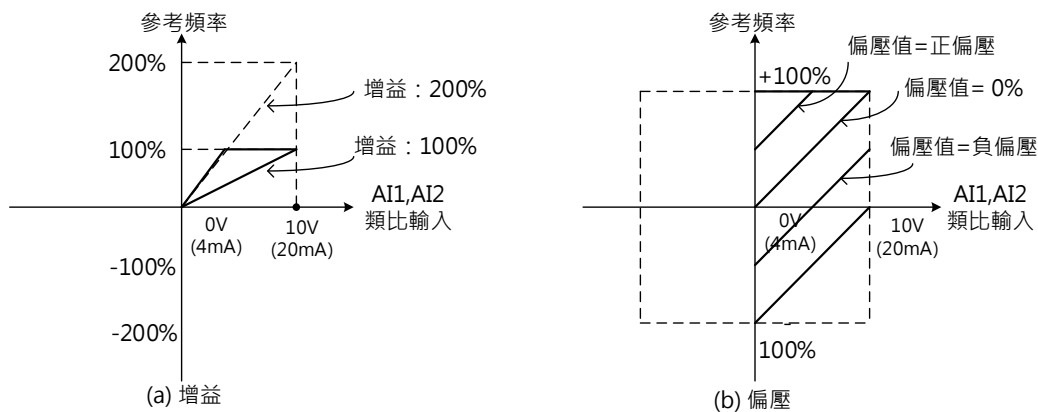 參考頻率
200%
增益：200%
100%
增益：100%
AI1,AI2
類比輸入
0V
(4mA)
10V
(20mA)
-100%
-200%
(a) 增益
參考頻率
偏壓值=正偏壓
+100%
偏壓值= 0%
偏壓值=負偏壓
AI1,AI2
類比輸入
0V
(4mA)
10V
(20mA)
-
100%
(b) 偏壓